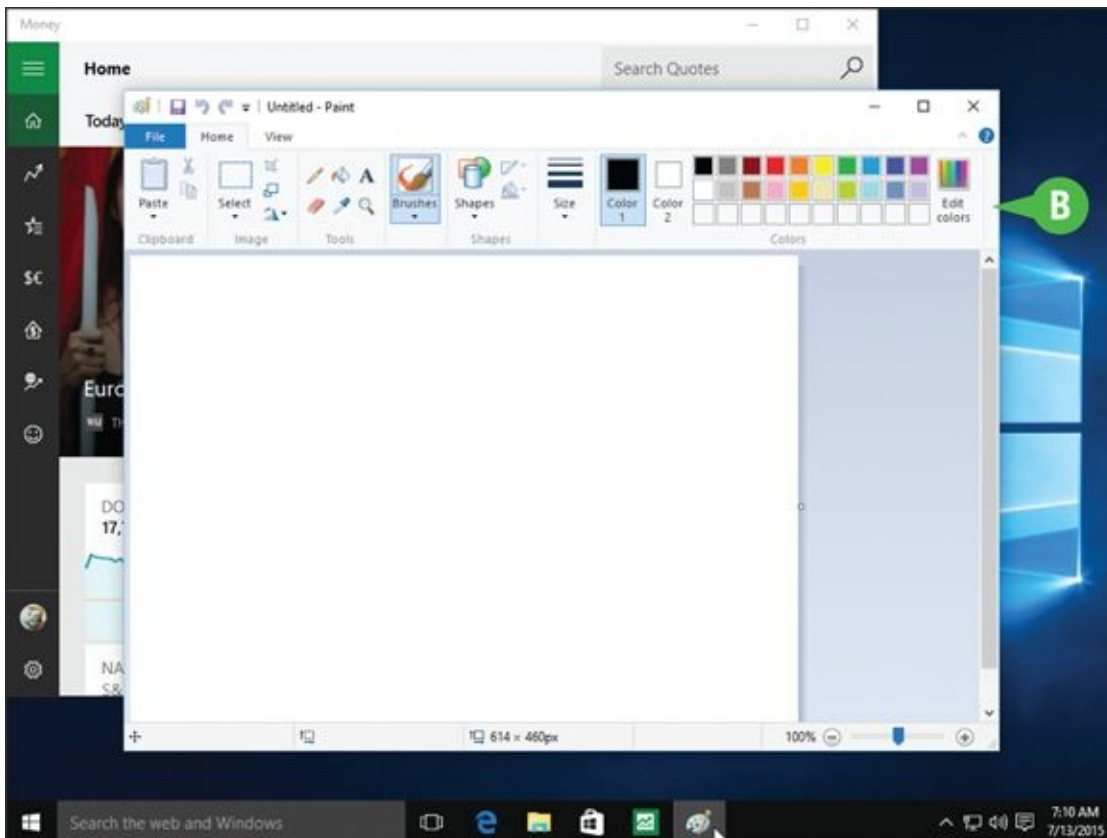 Money
Home
Search Quotes
Today
Untitled - Paint
File Home View
Paste
Select
A
Brushes
Shapes
Size
Color 1
Color 2
Edit colors
Clipboard
Image
Tools
Shapes
Colors
B
$€
Euro
DO
17,
NA
S&
614 × 460px
100%
Search the web and Windows
7:10 AM
7/13/2015